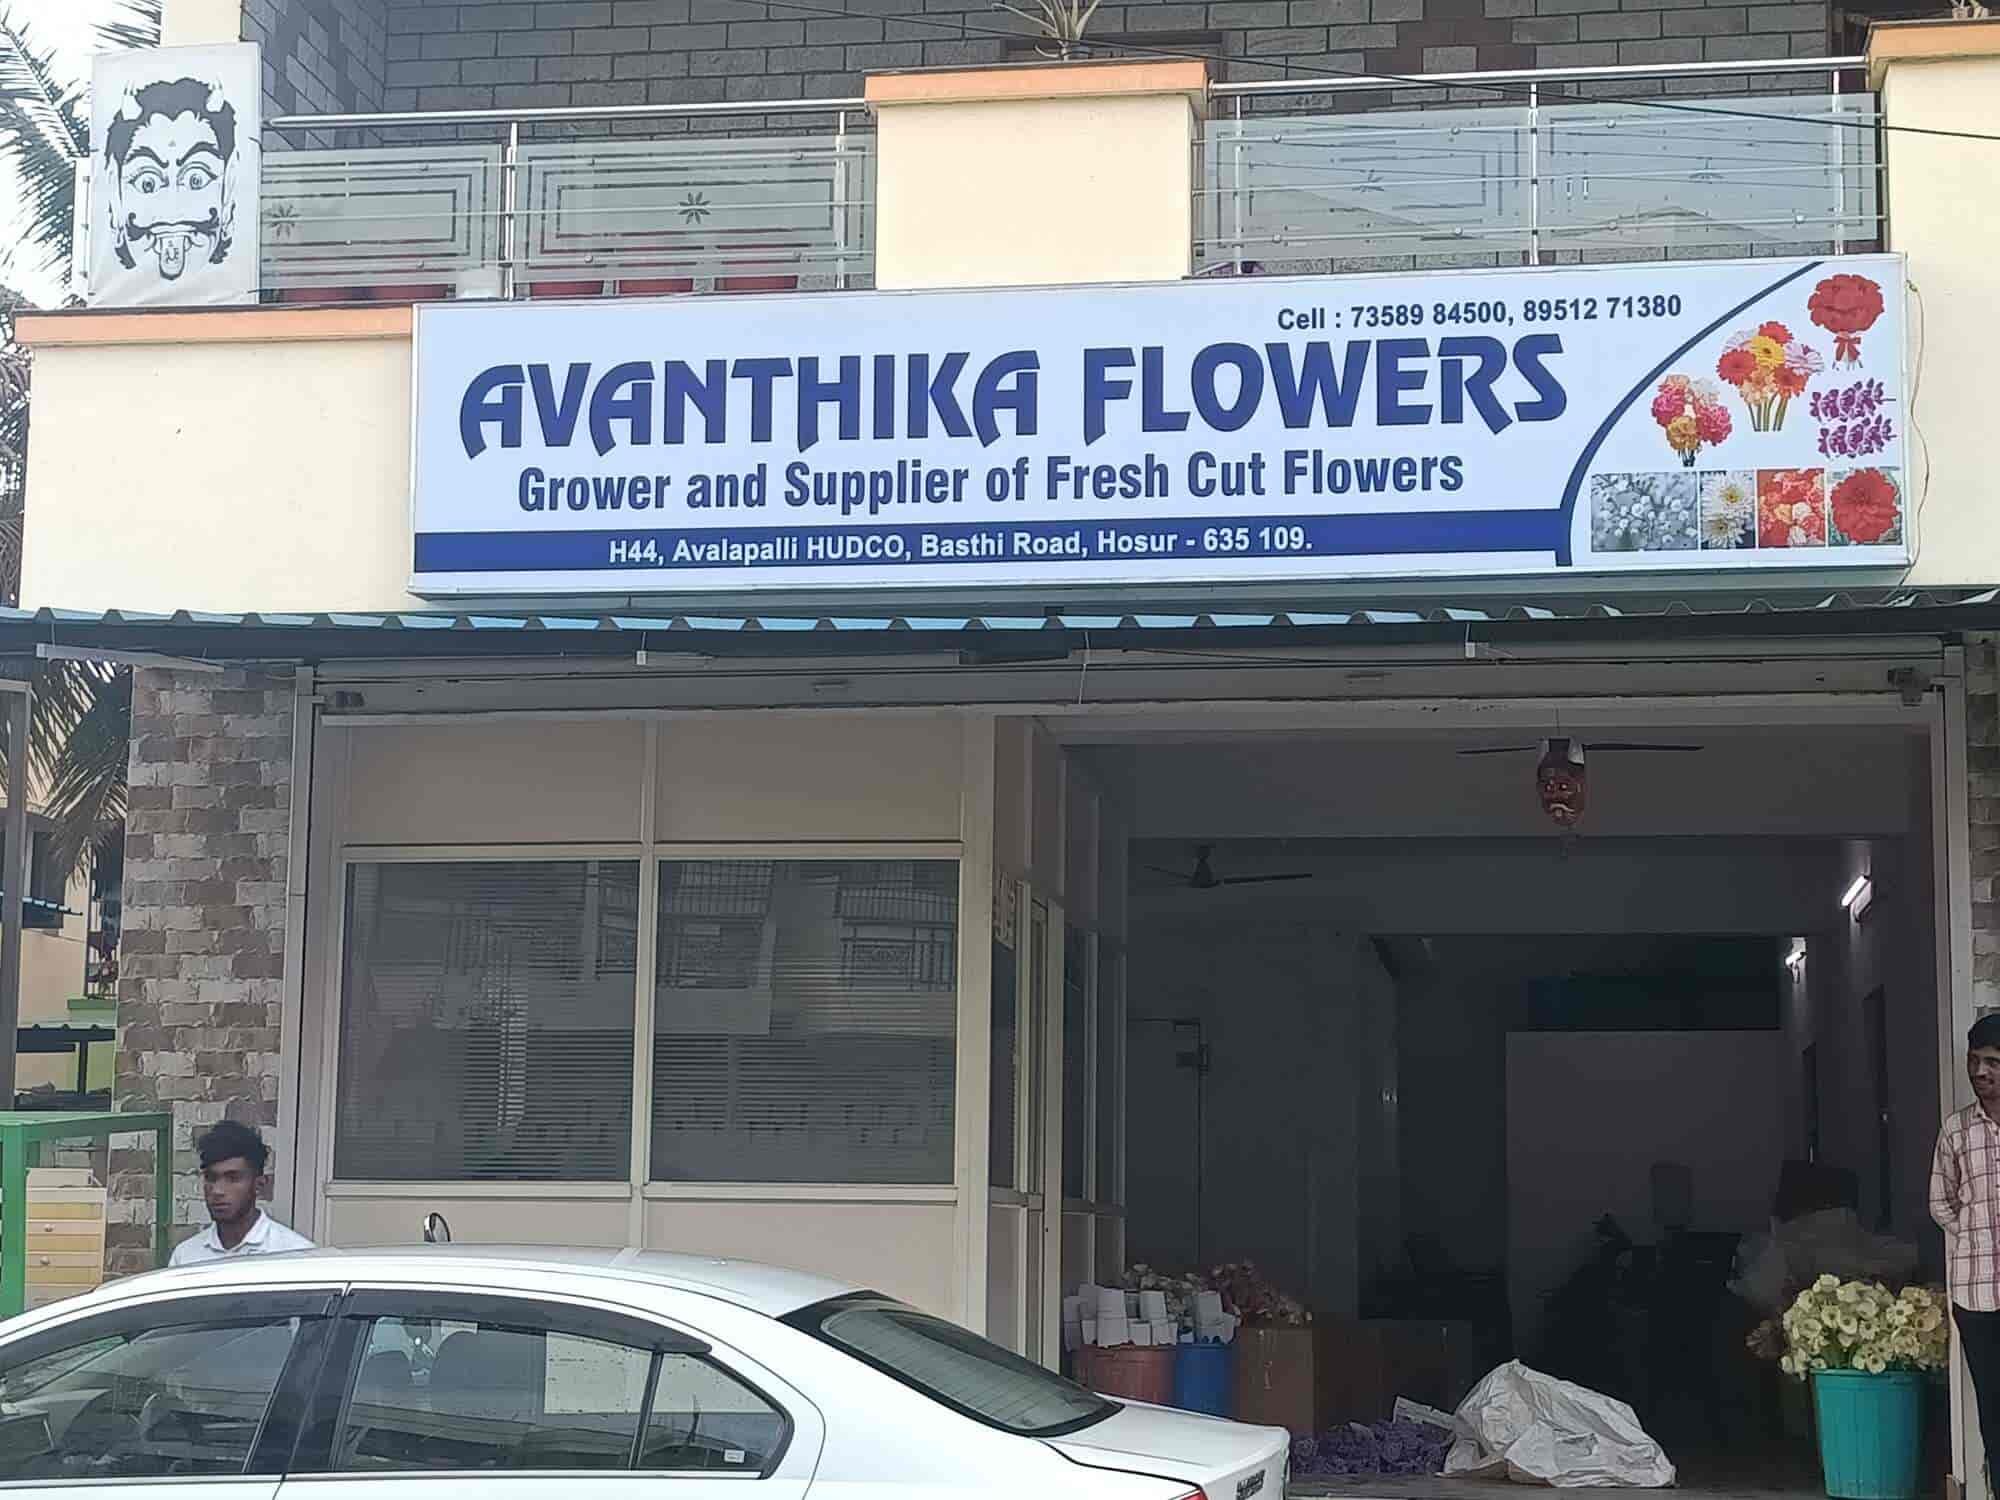 Cell : 73589 84500, 89512 71380
AVANTHIKA FLOWERS
Grower and Supplier of Fresh Cut Flowers
H44, Avalapalli HUDCO, Basthi Road, Hosur - 635 109.